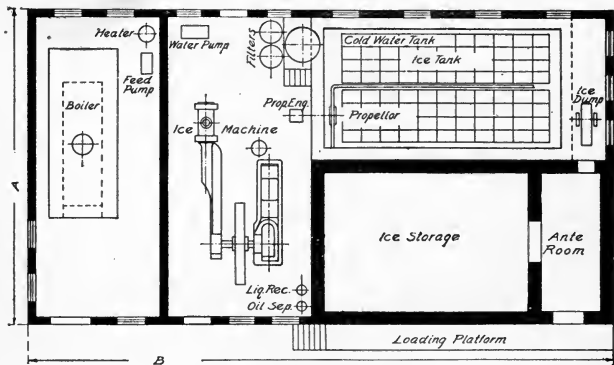 Heater
Water Pump
Filters
Cold Water Tank
Ice Tank
Feed
Pump
Boiler
Prop.Eng.
Propellor
Ice
Dump
Ice Machine
A
Ice Storage
Ante
Room
Liq. Rec.
Oil Sep.
Loading Platform
B